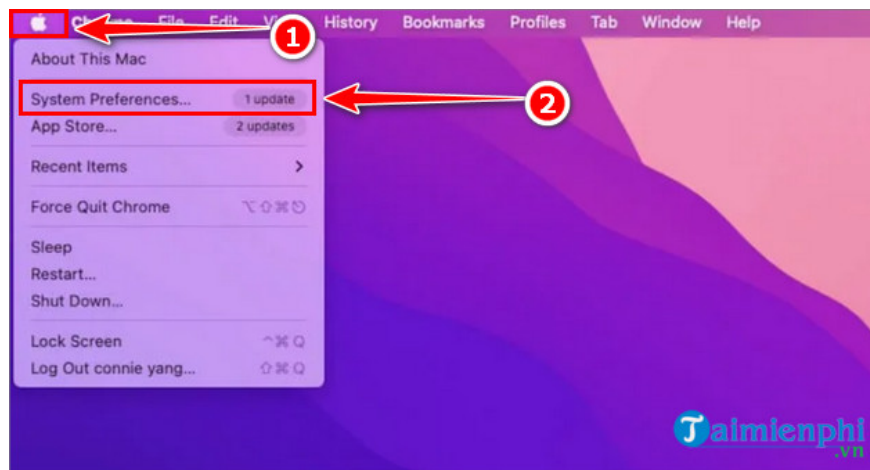 File Edit History Bookmarks Profiles Tab Window Help
1
About This Mac
System Preferences... 1 update
2
App Store... 2 updates
Recent Items >
Force Quit Chrome ⌥⇧⌘⎋
Sleep
Restart...
Shut Down...
Lock Screen ^⌘Q
Log Out connie yang... ⇧⌘Q
Taimienphi
.vn